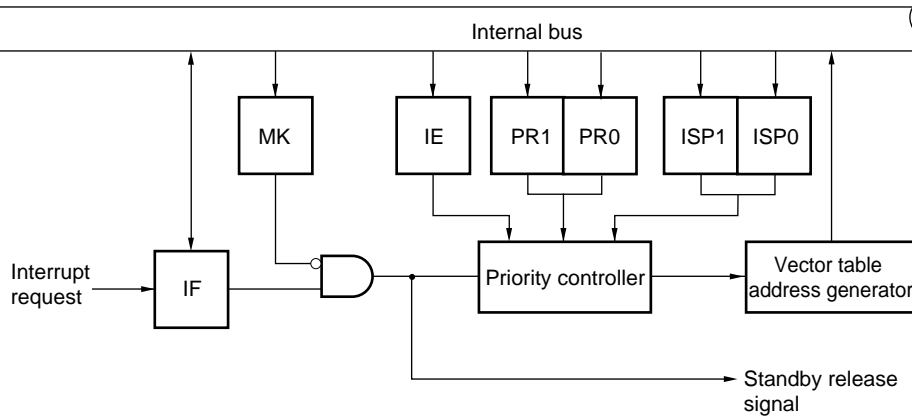 Internal bus
MK
IE
PR1
PR0
ISP1
ISP0
Interrupt
request
IF
Priority controller
Vector table
address generator
Standby release
signal